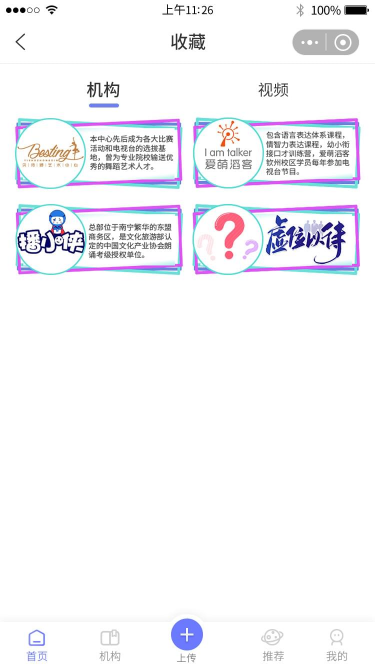 上午11:26
100%
收藏
机构
视频
Besting
本中心先后成为各大比赛
活动和电视台的选拔基
地,曾为专业院校输送优
秀的舞蹈艺术人才。
I am talker
爱萌滔客
包含语言表达体系课程,
情智力表达课程,幼小衔
接口才训练营,爱萌滔客
钦州校区学员每年参加电
视台节目。
播小侠
总部位于南宁繁华的东盟
商务区,是文化旅游部认
定的中国文化产业协会朗
诵考级授权单位。
???
虚位以待
首页
机构
上传
推荐
我的